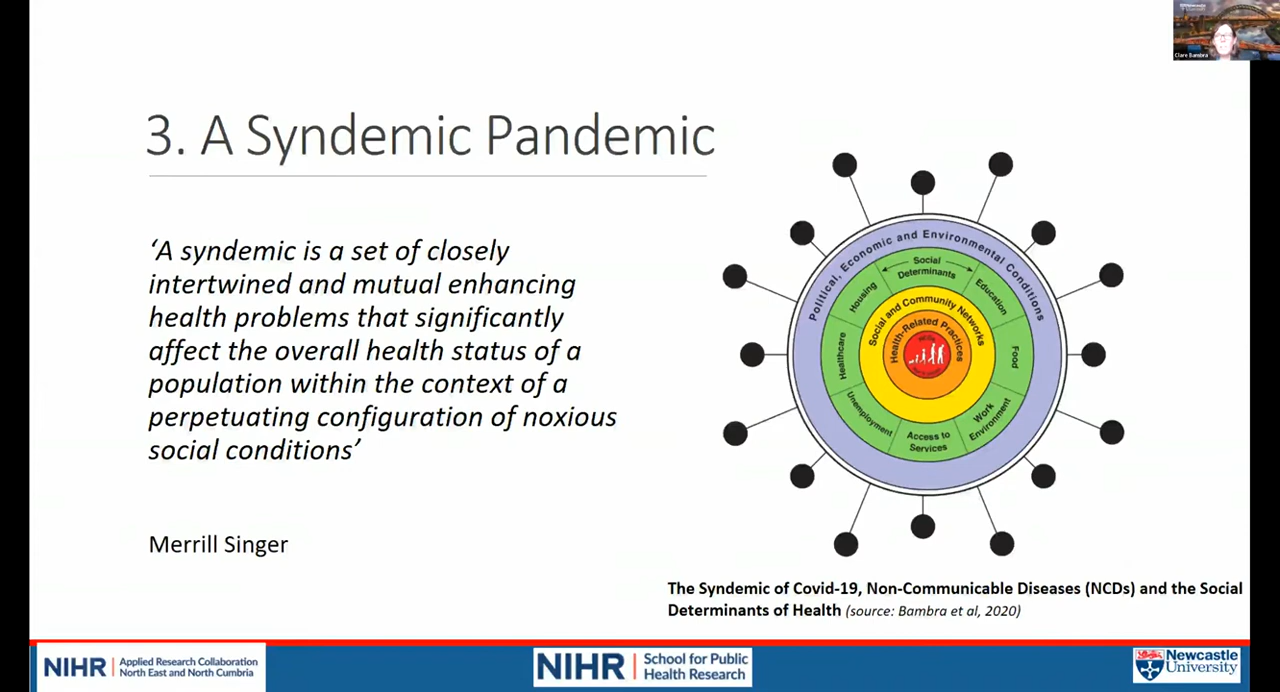 Clare Bambra
3. A Syndemic Pandemic
‘A syndemic is a set of closely
intertwined and mutual enhancing
health problems that significantly
affect the overall health status of a
population within the context of a
perpetuating configuration of noxious
social conditions’
Merrill Singer
Political, Economic and Environmental Conditions
Social
Determinants
Housing
Education
Healthcare
Food
Unemployment
Work
Environment
Access to
Services
Social and Community Networks
Health-Related Practices
NCDs
The Syndemic of Covid-19, Non-Communicable Diseases (NCDs) and the Social
Determinants of Health (source: Bambra et al, 2020)
NIHR | Applied Research Collaboration
North East and North Cumbria
NIHR | School for Public
Health Research
Newcastle
University